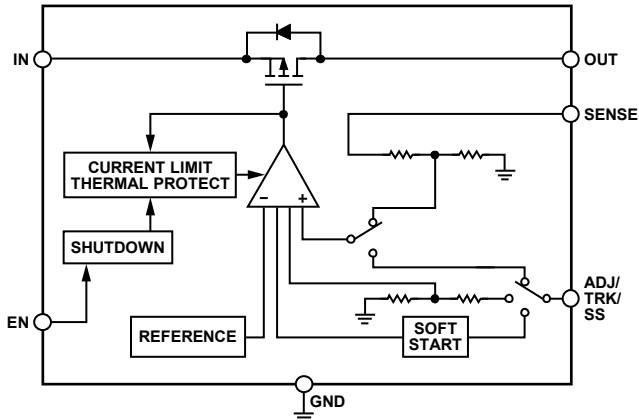 IN
OUT
SENSE
CURRENT LIMIT
THERMAL PROTECT
–
+
SHUTDOWN
ADJ/
TRK/
SS
EN
REFERENCE
SOFT
START
GND